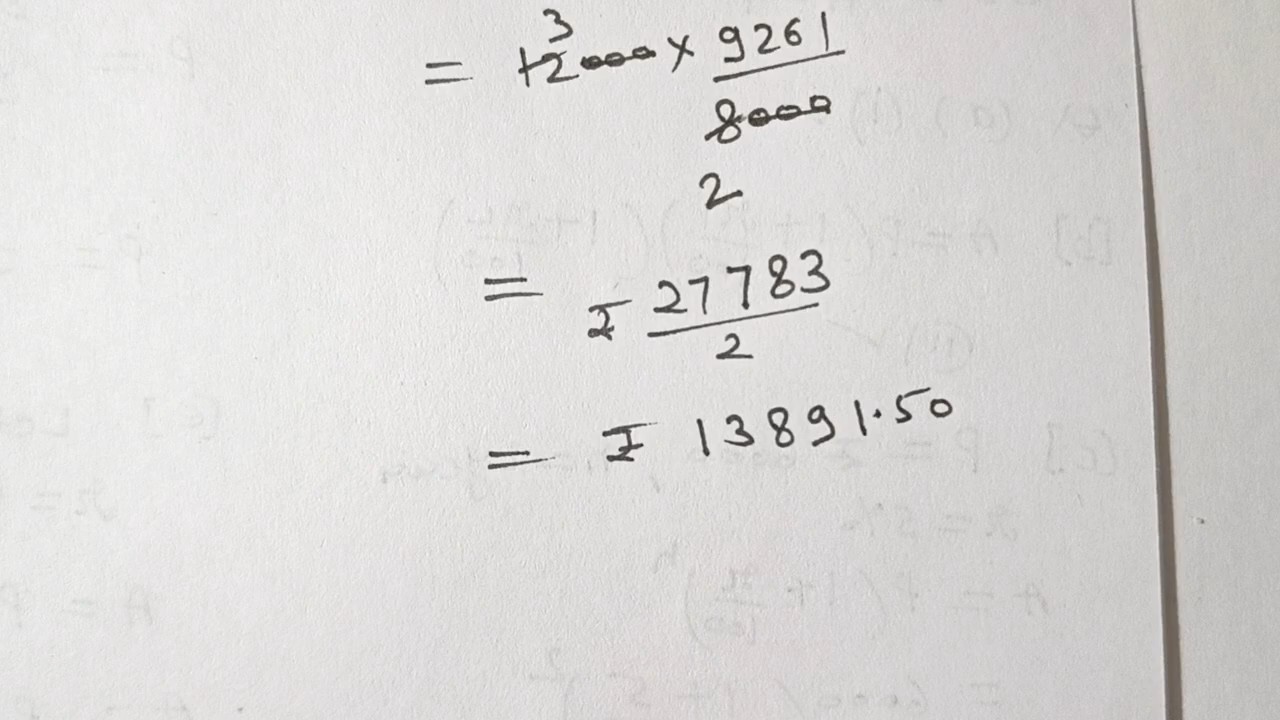 3
= 12000 × 9261
8000
2
= ₹ 27783
2
= ₹ 13891.50